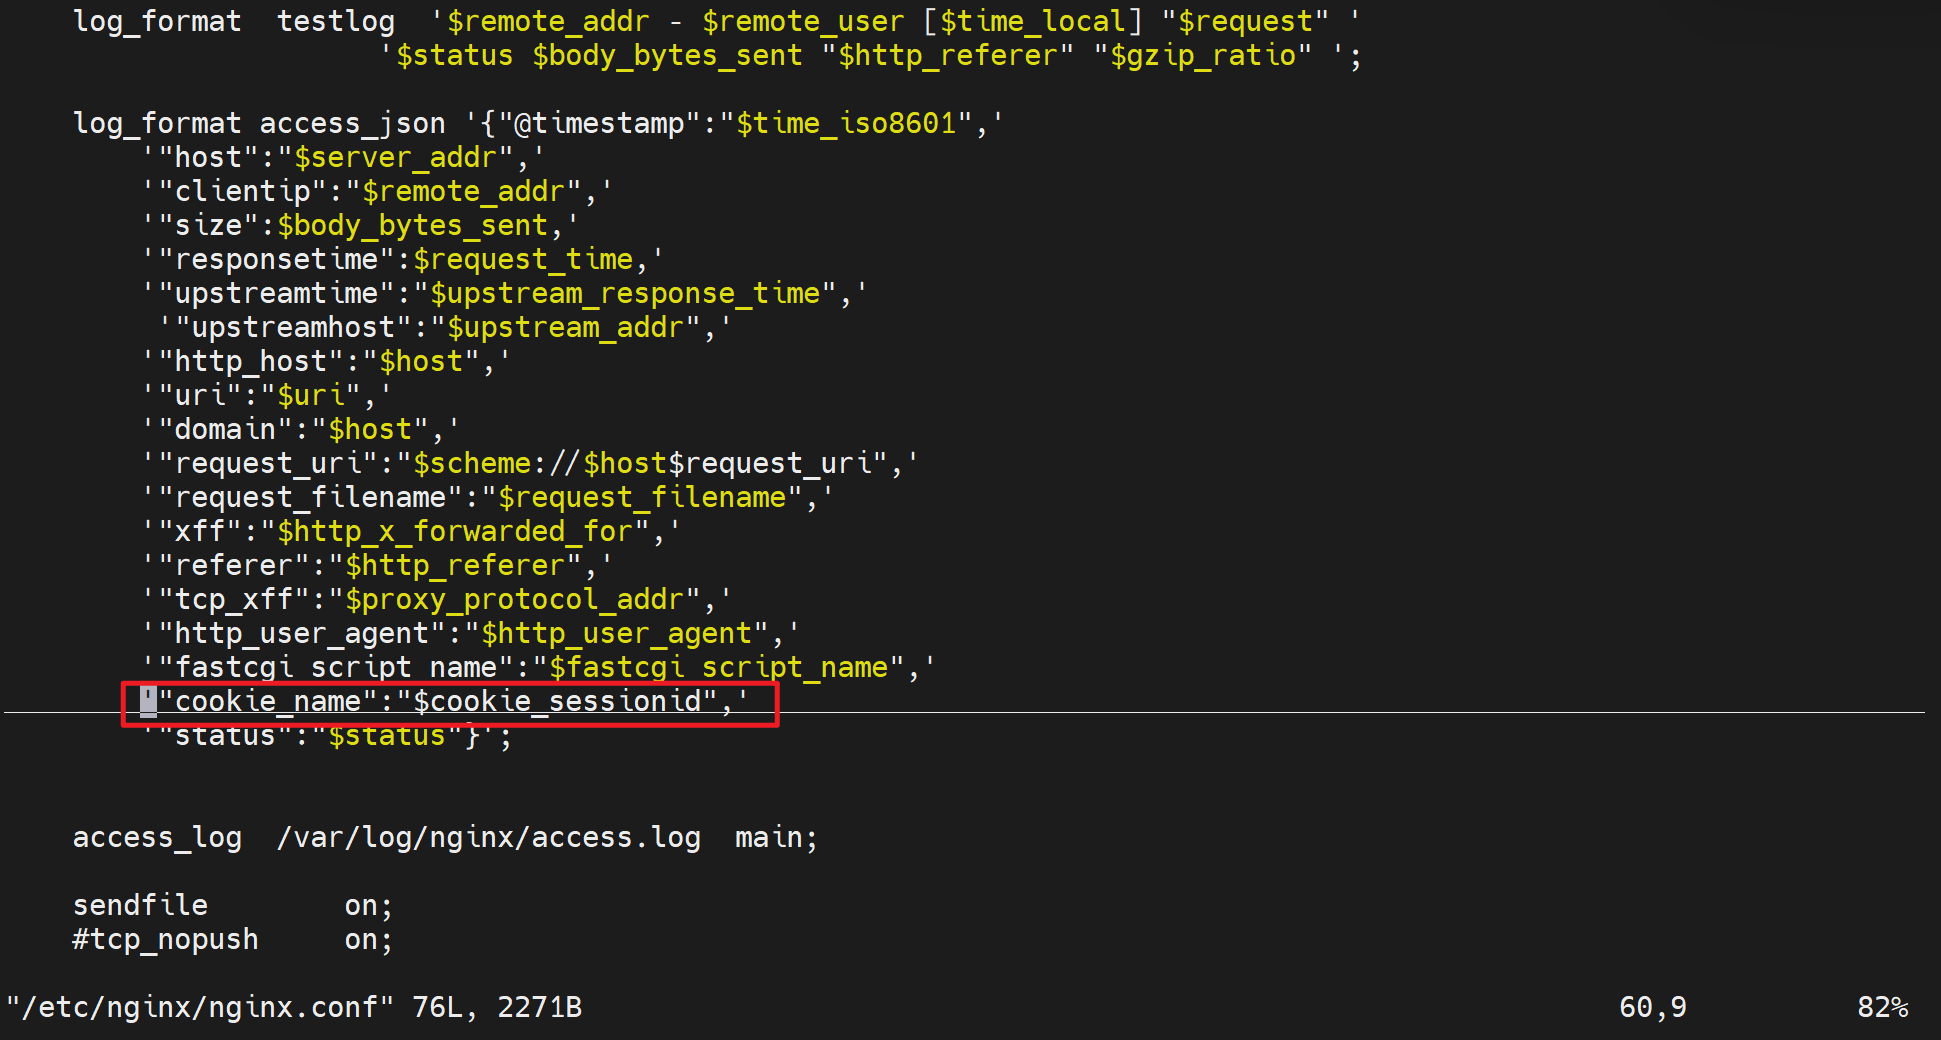 log_format  testlog  '$remote_addr - $remote_user [$time_local] "$request" '
                  '$status $body_bytes_sent "$http_referer" "$gzip_ratio" ';
log_format access_json '{"@timestamp":"$time_iso8601",'
    '"host":"$server_addr",'
    '"clientip":"$remote_addr",'
    '"size":$body_bytes_sent,'
    '"responsetime":$request_time,'
    '"upstreamtime":"$upstream_response_time",'
     '"upstreamhost":"$upstream_addr",'
    '"http_host":"$host",'
    '"uri":"$uri",'
    '"domain":"$host",'
    '"request_uri":"$scheme://$host$request_uri",'
    '"request_filename":"$request_filename",'
    '"xff":"$http_x_forwarded_for",'
    '"referer":"$http_referer",'
    '"tcp_xff":"$proxy_protocol_addr",'
    '"http_user_agent":"$http_user_agent",'
    '"fastcgi_script_name":"$fastcgi_script_name",'
    '"cookie_name":"$cookie_sessionid",'
    '"status":"$status"}';
access_log  /var/log/nginx/access.log  main;
sendfile        on;
#tcp_nopush     on;
"/etc/nginx/nginx.conf" 76L, 2271B 60,9 82%